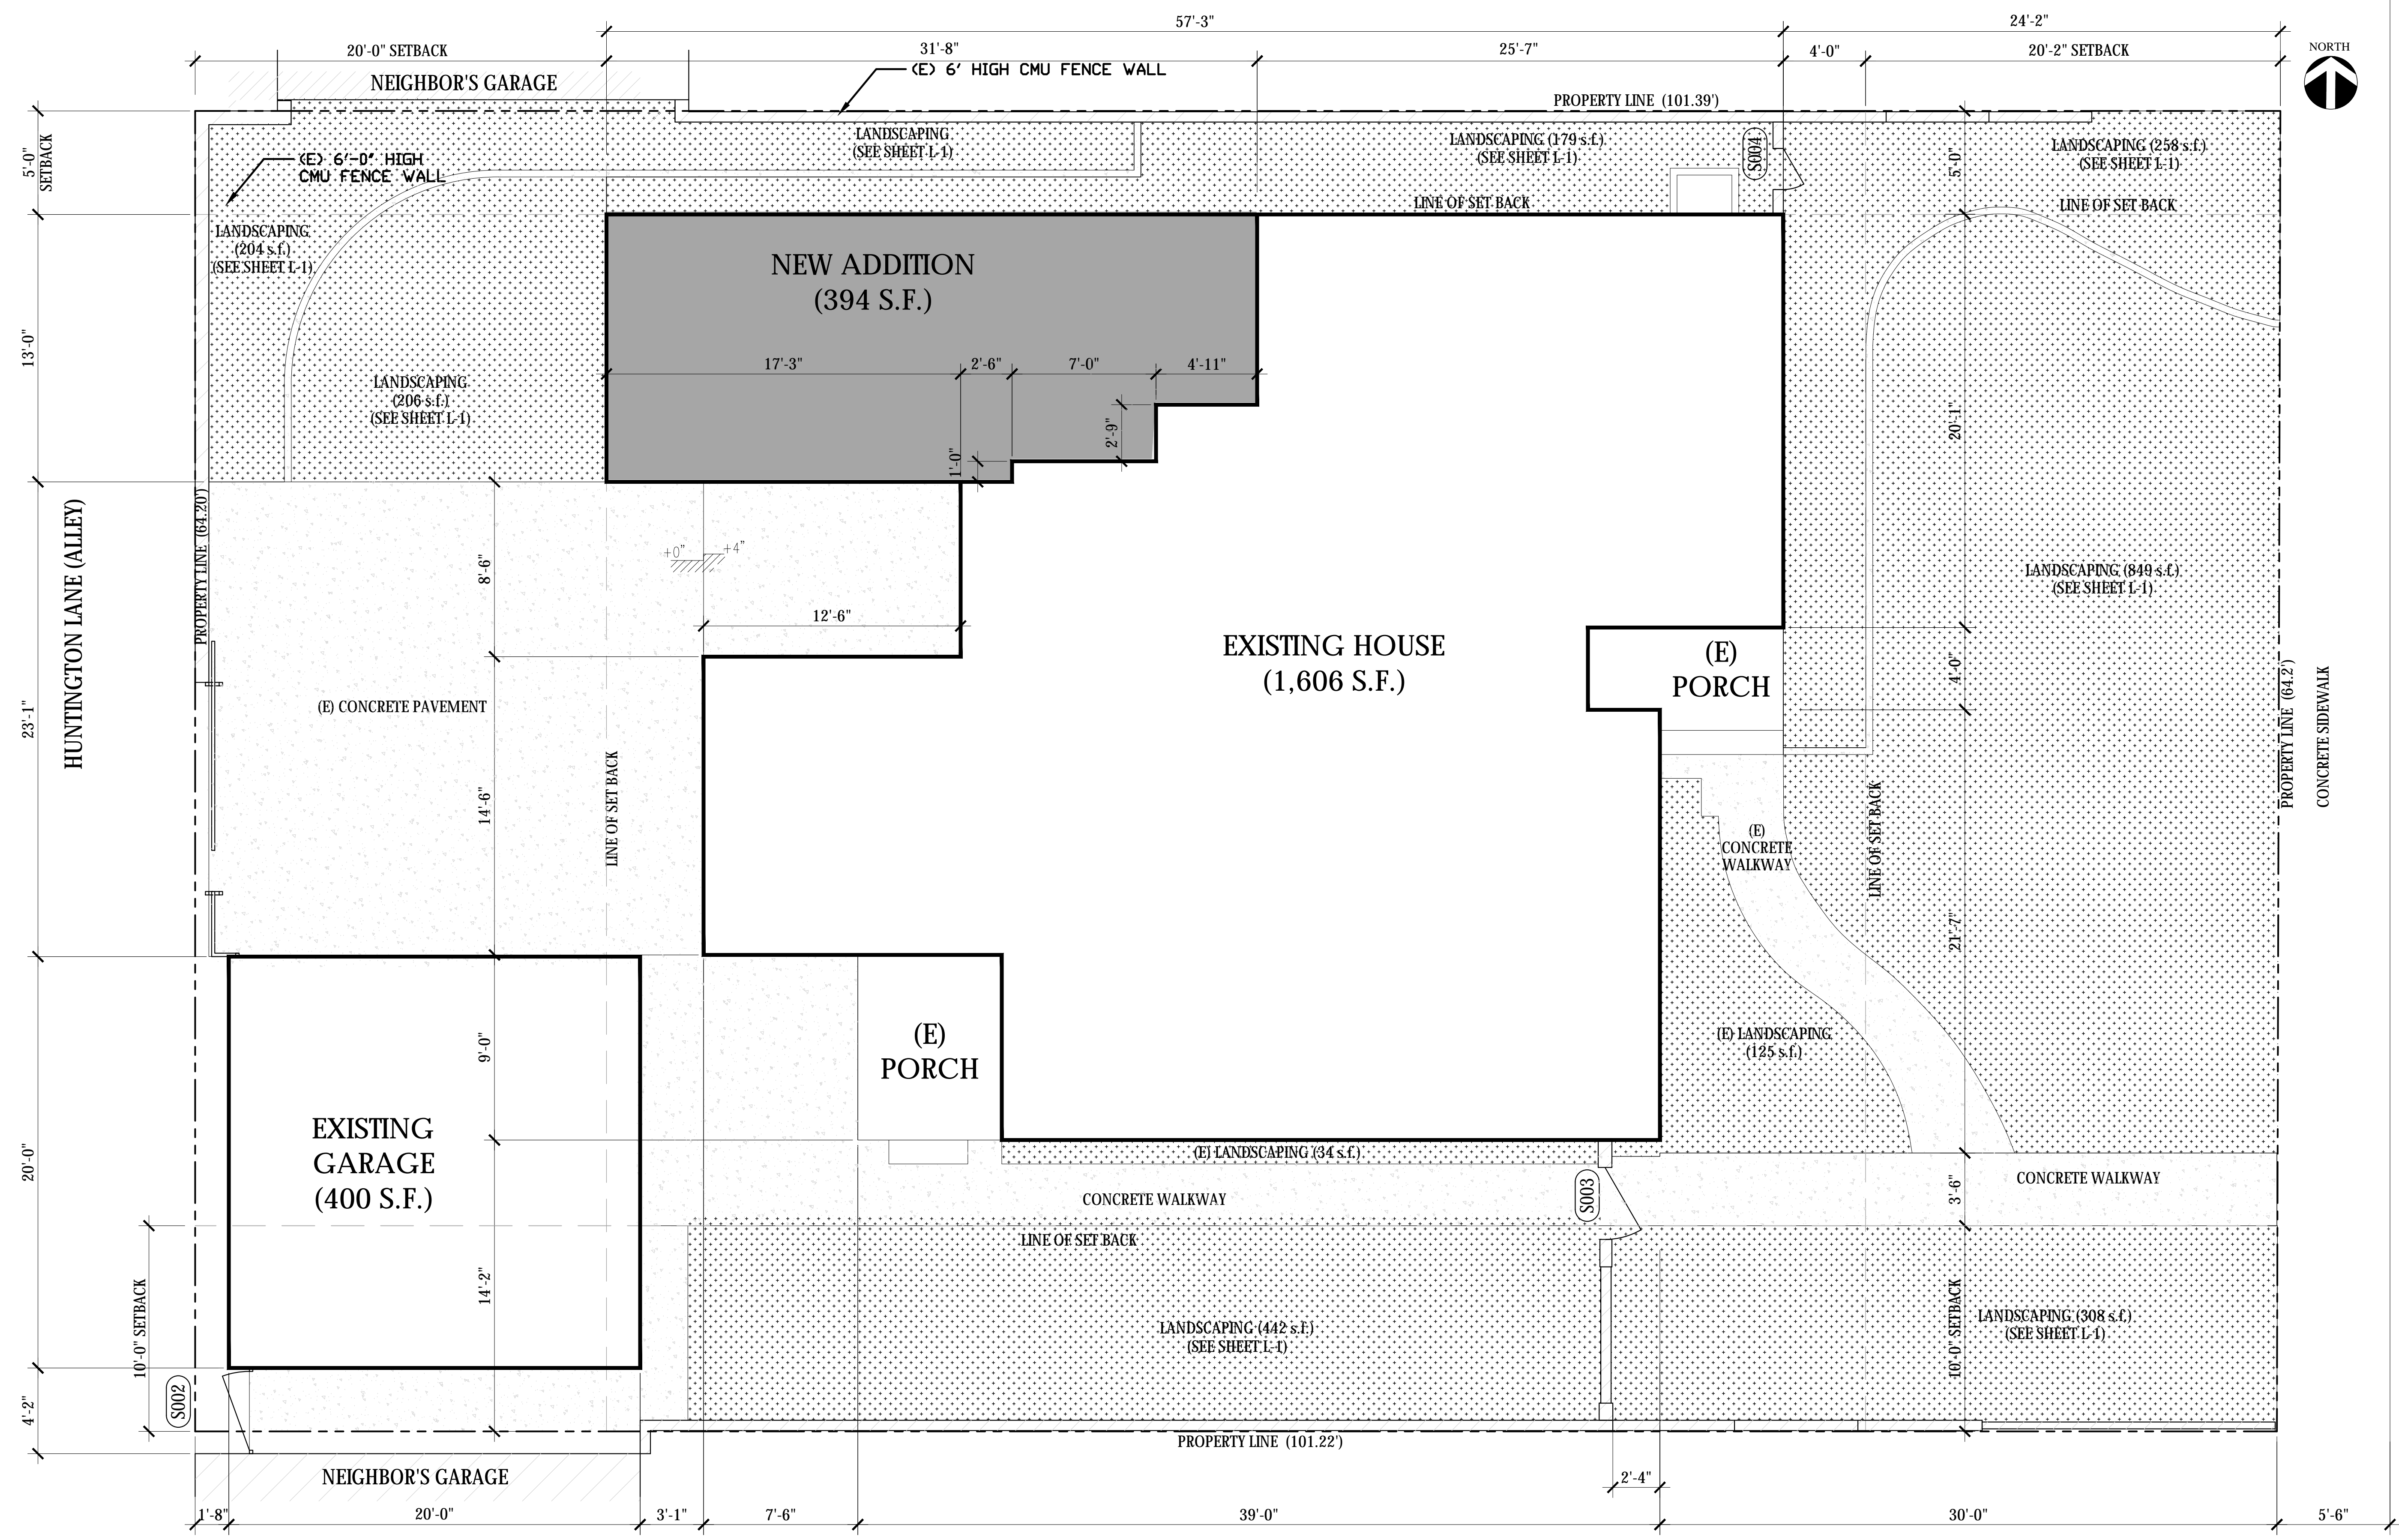 57'-3"
24'-2"
20'-0" SETBACK
31'-8"
25'-7"
4'-0"
20'-2" SETBACK
NORTH
NEIGHBOR'S GARAGE
(E) 6' HIGH CMU FENCE WALL
PROPERTY LINE (101.39')
5'-0"
SETBACK
(E) 6'-0" HIGH
CMU FENCE WALL
LANDSCAPING
(SEE SHEET L-1)
LANDSCAPING (179 s.f.)
(SEE SHEET L-1)
S004
5'-0"
LANDSCAPING (258 s.f.)
(SEE SHEET L-1)
LINE OF SET BACK
LINE OF SET BACK
LANDSCAPING
(204 s.f.)
(SEE SHEET L-1)
NEW ADDITION
(394 S.F.)
13'-0"
17'-3"
2'-6"
7'-0"
4'-11"
LANDSCAPING
(206 s.f.)
(SEE SHEET L-1)
2'-9"
1'-0"
20'-1"
HUNTINGTON LANE (ALLEY)
PROPERTY LINE (64.20')
8'-6"
+0"
+4"
12'-6"
LANDSCAPING (849 s.f.)
(SEE SHEET L-1)
EXISTING HOUSE
(1,606 S.F.)
(E)
PORCH
4'-0"
23'-1"
(E) CONCRETE PAVEMENT
PROPERTY LINE (64.2')
CONCRETE SIDEWALK
14'-6"
LINE OF SET BACK
(E)
CONCRETE
WALKWAY
LINE OF SET BACK
21'-7"
9'-0"
(E)
PORCH
(E) LANDSCAPING
(125 s.f.)
EXISTING
GARAGE
(400 S.F.)
20'-0"
(E) LANDSCAPING (34 s.f.)
CONCRETE WALKWAY
S003
CONCRETE WALKWAY
3'-6"
LINE OF SET BACK
10'-0" SETBACK
14'-2"
LANDSCAPING (442 s.f.)
(SEE SHEET L-1)
10'-0" SETBACK
LANDSCAPING (308 s.f.)
(SEE SHEET L-1)
4'-2"
S002
PROPERTY LINE (101.22')
NEIGHBOR'S GARAGE
2'-4"
1'-8"
20'-0"
3'-1"
7'-6"
39'-0"
30'-0"
5'-6"